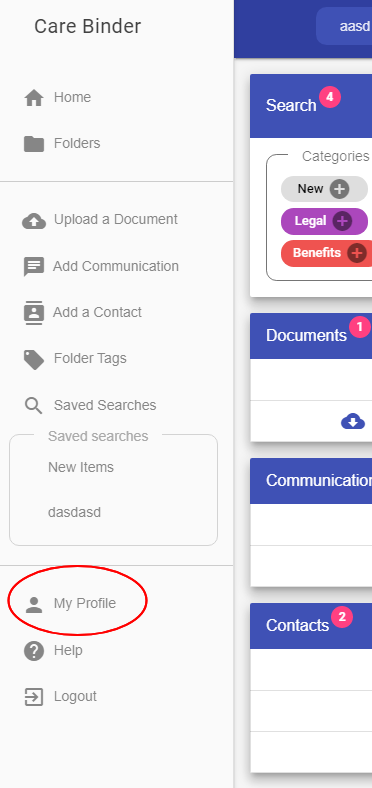 Care Binder
Home
Folders
Upload a Document
Add Communication
Add a Contact
Folder Tags
Saved Searches
Saved searches
New Items
dasdasd
My Profile
Help
Logout
aasd
Search 4
Categories
New
Legal
Benefits
Documents 1
Communication
Contacts 2